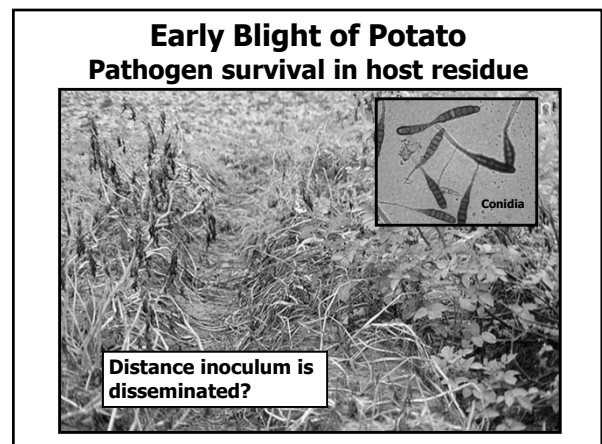 Early Blight of Potato
Pathogen survival in host residue
Conidia
Distance inoculum is
disseminated?